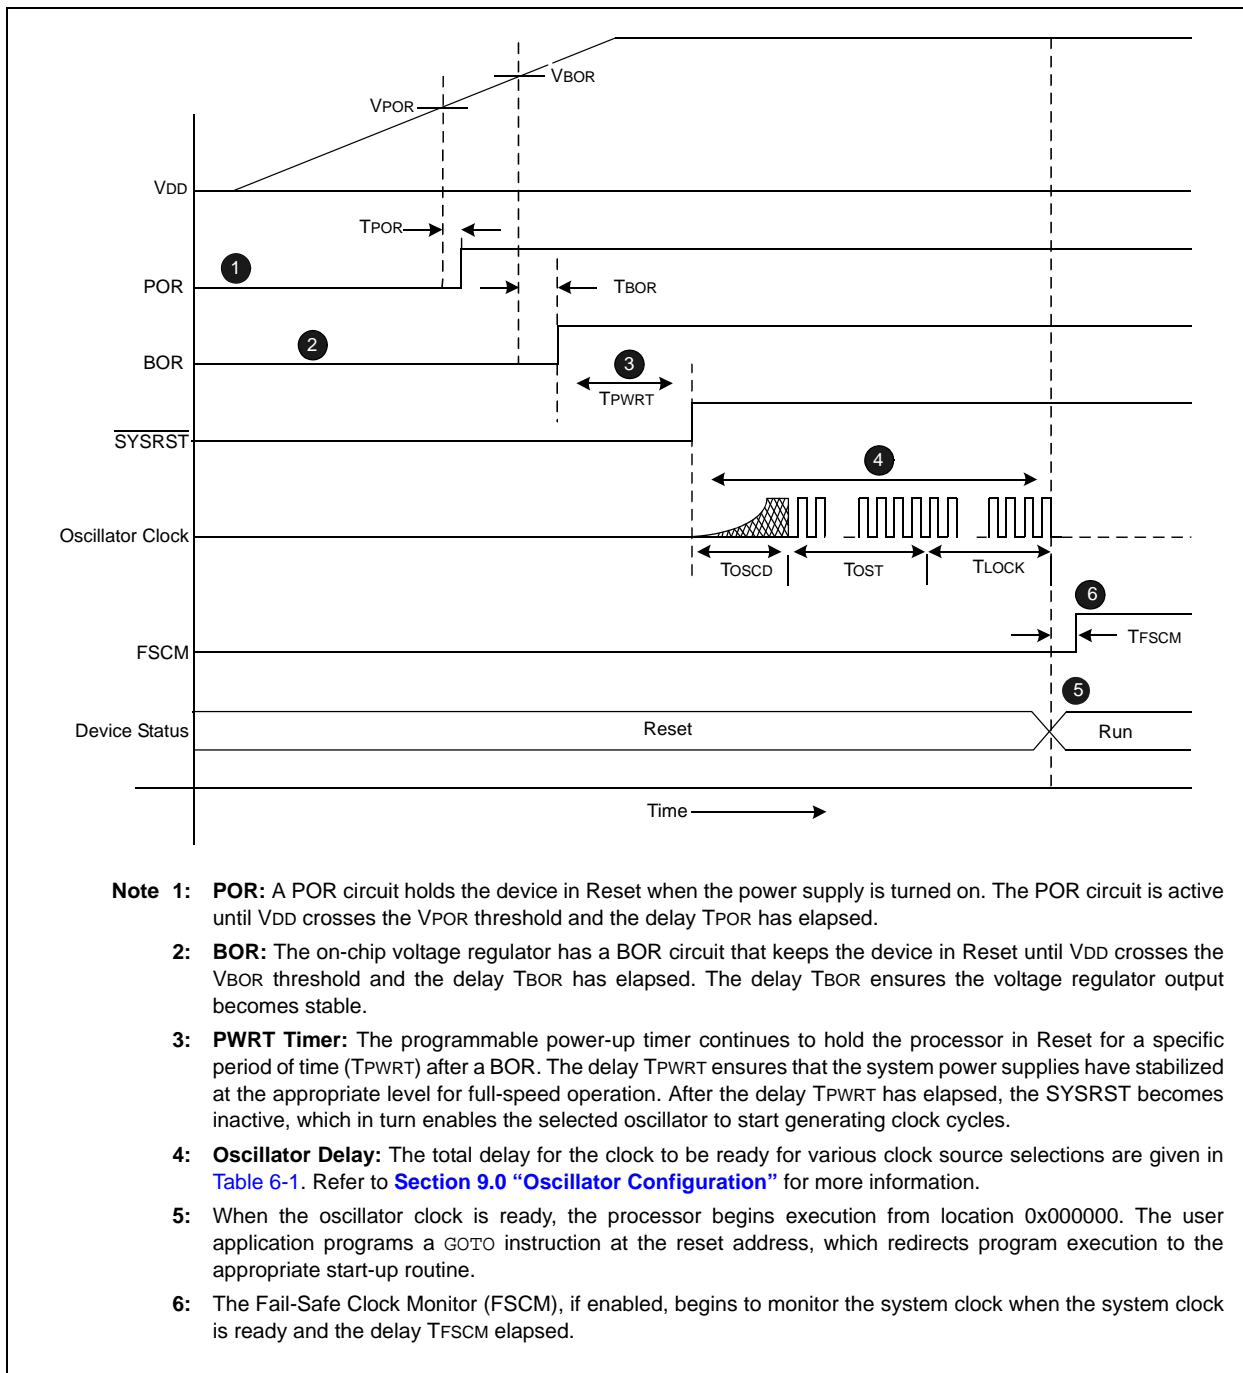 VBOR
VPOR
VDD
TPOR
1
POR
TBOR
2
BOR
3
TPWRT
SYSRST
4
Oscillator Clock
TOSCD
TOST
TLOCK
6
TFSCM
FSCM
5
Device Status
Reset
Run
Time
Note 1: POR: A POR circuit holds the device in Reset when the power supply is turned on. The POR circuit is active
until VDD crosses the VPOR threshold and the delay TPOR has elapsed.
2: BOR: The on-chip voltage regulator has a BOR circuit that keeps the device in Reset until VDD crosses the
VBOR threshold and the delay TBOR has elapsed. The delay TBOR ensures the voltage regulator output
becomes stable.
3: PWRT Timer: The programmable power-up timer continues to hold the processor in Reset for a specific
period of time (TPWRT) after a BOR. The delay TPWRT ensures that the system power supplies have stabilized
at the appropriate level for full-speed operation. After the delay TPWRT has elapsed, the SYSRST becomes
inactive, which in turn enables the selected oscillator to start generating clock cycles.
4: Oscillator Delay: The total delay for the clock to be ready for various clock source selections are given in
Table 6-1. Refer to Section 9.0 “Oscillator Configuration” for more information.
5: When the oscillator clock is ready, the processor begins execution from location 0x000000. The user
application programs a GOTO instruction at the reset address, which redirects program execution to the
appropriate start-up routine.
6: The Fail-Safe Clock Monitor (FSCM), if enabled, begins to monitor the system clock when the system clock
is ready and the delay TFSCM elapsed.